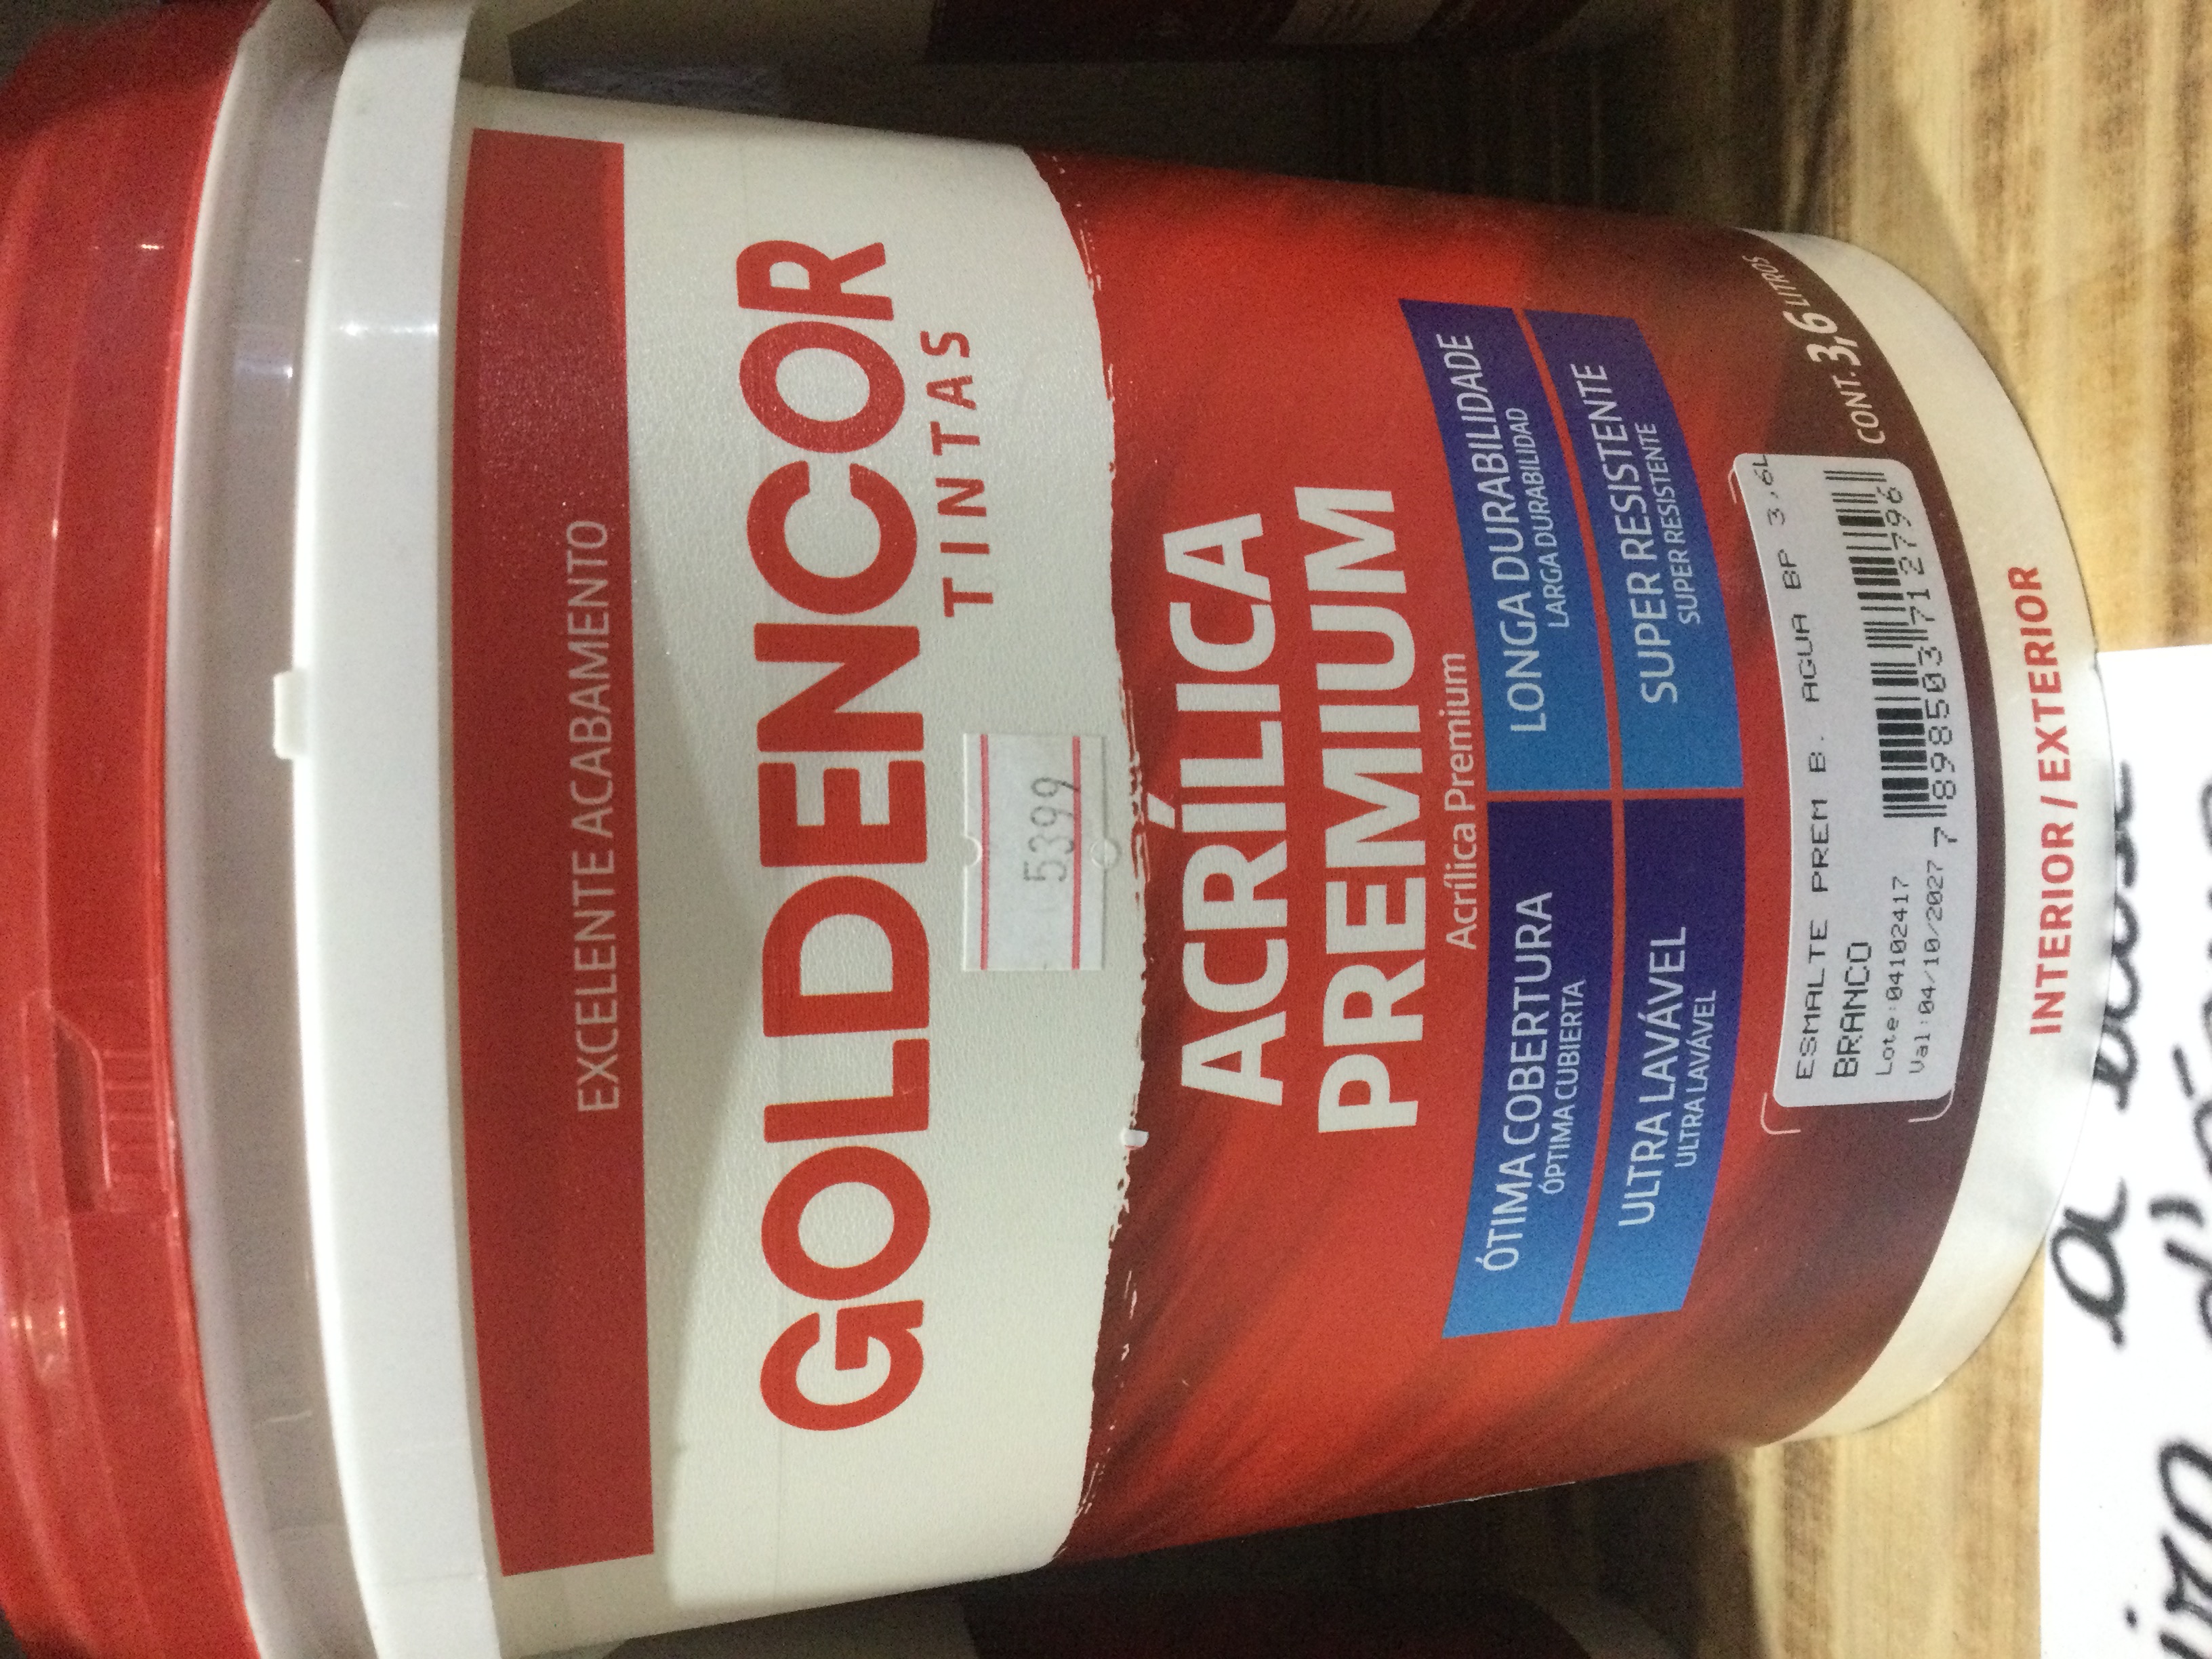 EXCELENTE ACABAMENTO
GOLDENCOR
TINTAS
5399
ACRÍLICA
PREMIUM
Acrílica Premium
ÓTIMA COBERTURA
ÓPTIMA CUBIERTA
LONGA DURABILIDADE
LARGA DURABILIDAD
ULTRA LAVÁVEL
ULTRA LAVÁVEL
SUPER RESISTENTE
SUPER RESISTENTE
ESMALTE PREM B. AGUA BP 3,6L
BRANCO
Lote:04102417
Val:04/10/2027
7898503712796
CONT. 3,6 LITROS
INTERIOR / EXTERIOR
a base
d'água